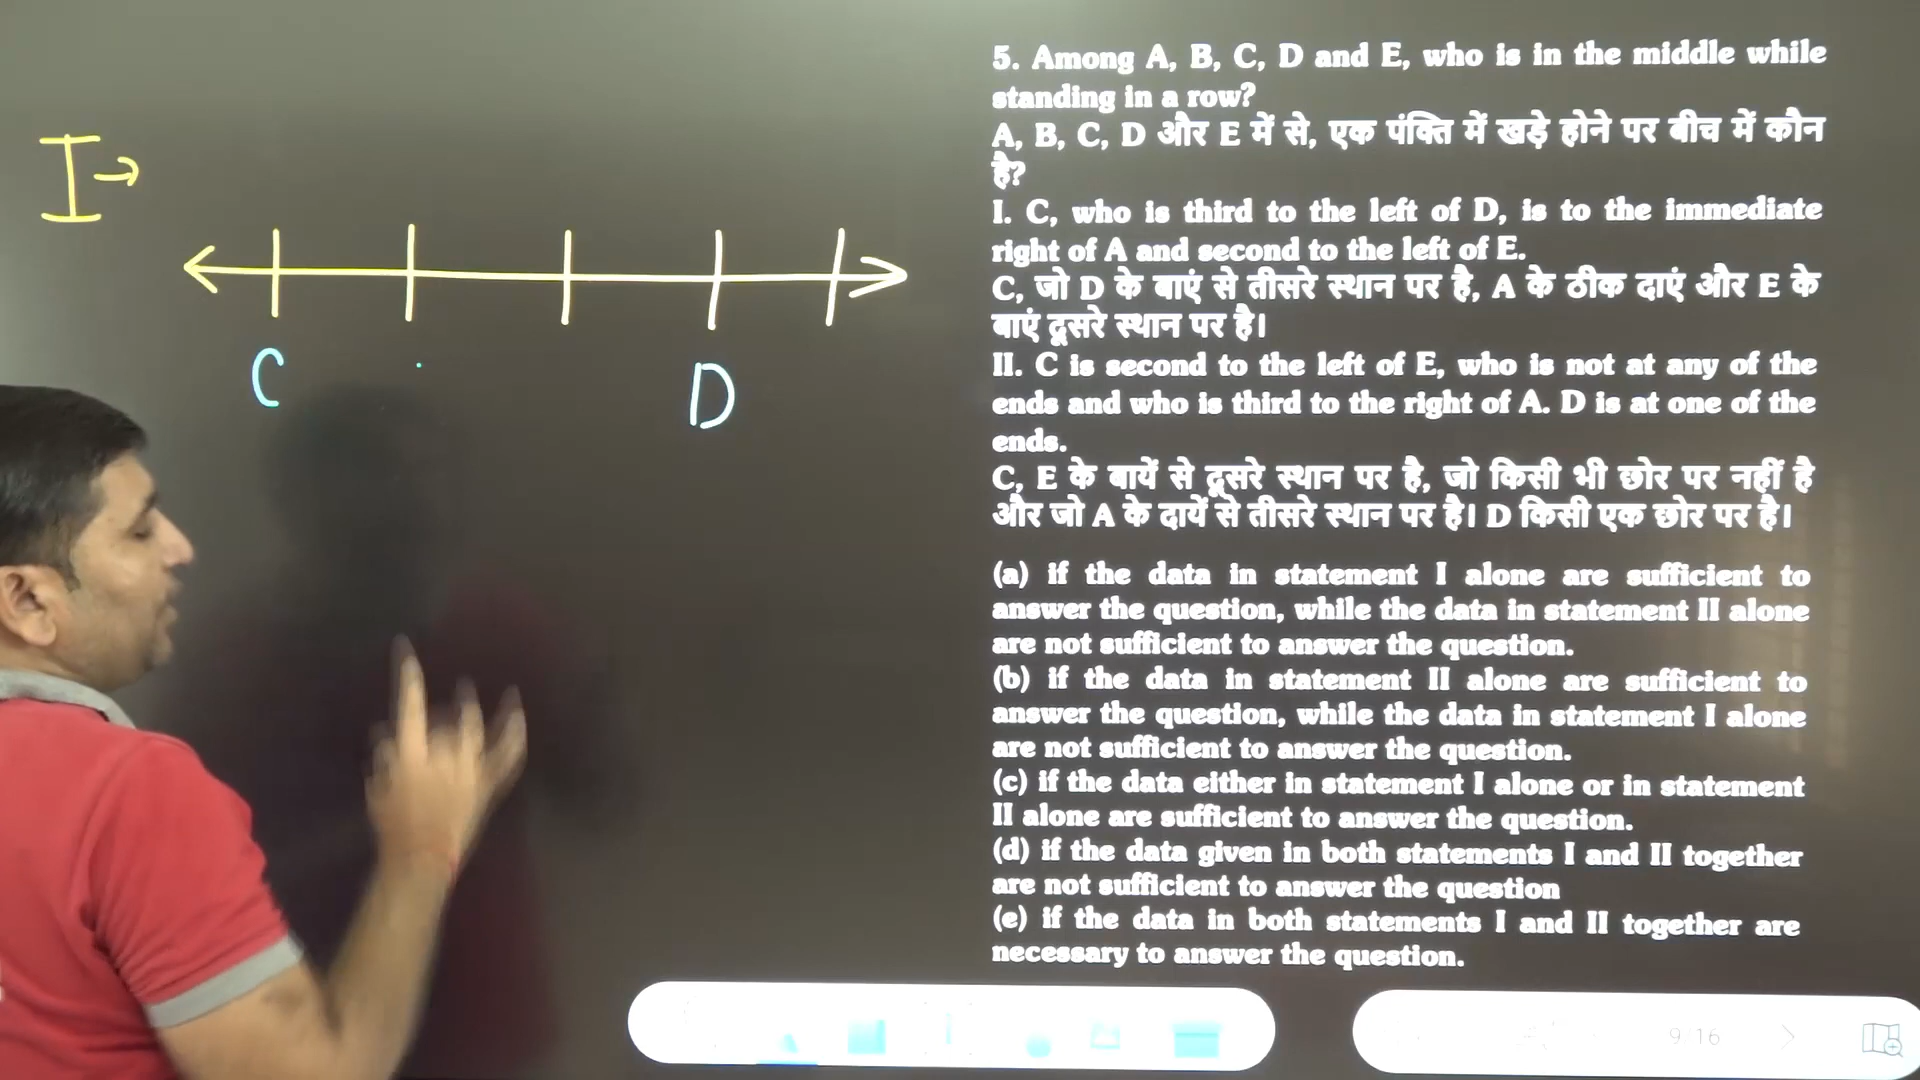 I→
C D
5. Among A, B, C, D and E, who is in the middle while
standing in a row?
A, B, C, D और E में से, एक पंक्ति में खड़े होने पर बीच में कौन
है?
I. C, who is third to the left of D, is to the immediate
right of A and second to the left of E.
C, जो D के बाएं से तीसरे स्थान पर है, A के ठीक दाएं और E के
बाएं दूसरे स्थान पर है।
II. C is second to the left of E, who is not at any of the
ends and who is third to the right of A. D is at one of the
ends.
C, E के बायें से दूसरे स्थान पर है, जो किसी भी छोर पर नहीं है
और जो A के दायें से तीसरे स्थान पर है। D किसी एक छोर पर है।
(a) if the data in statement I alone are sufficient to
answer the question, while the data in statement II alone
are not sufficient to answer the question.
(b) if the data in statement II alone are sufficient to
answer the question, while the data in statement I alone
are not sufficient to answer the question.
(c) if the data either in statement I alone or in statement
II alone are sufficient to answer the question.
(d) if the data given in both statements I and II together
are not sufficient to answer the question
(e) if the data in both statements I and II together are
necessary to answer the question.
9/16